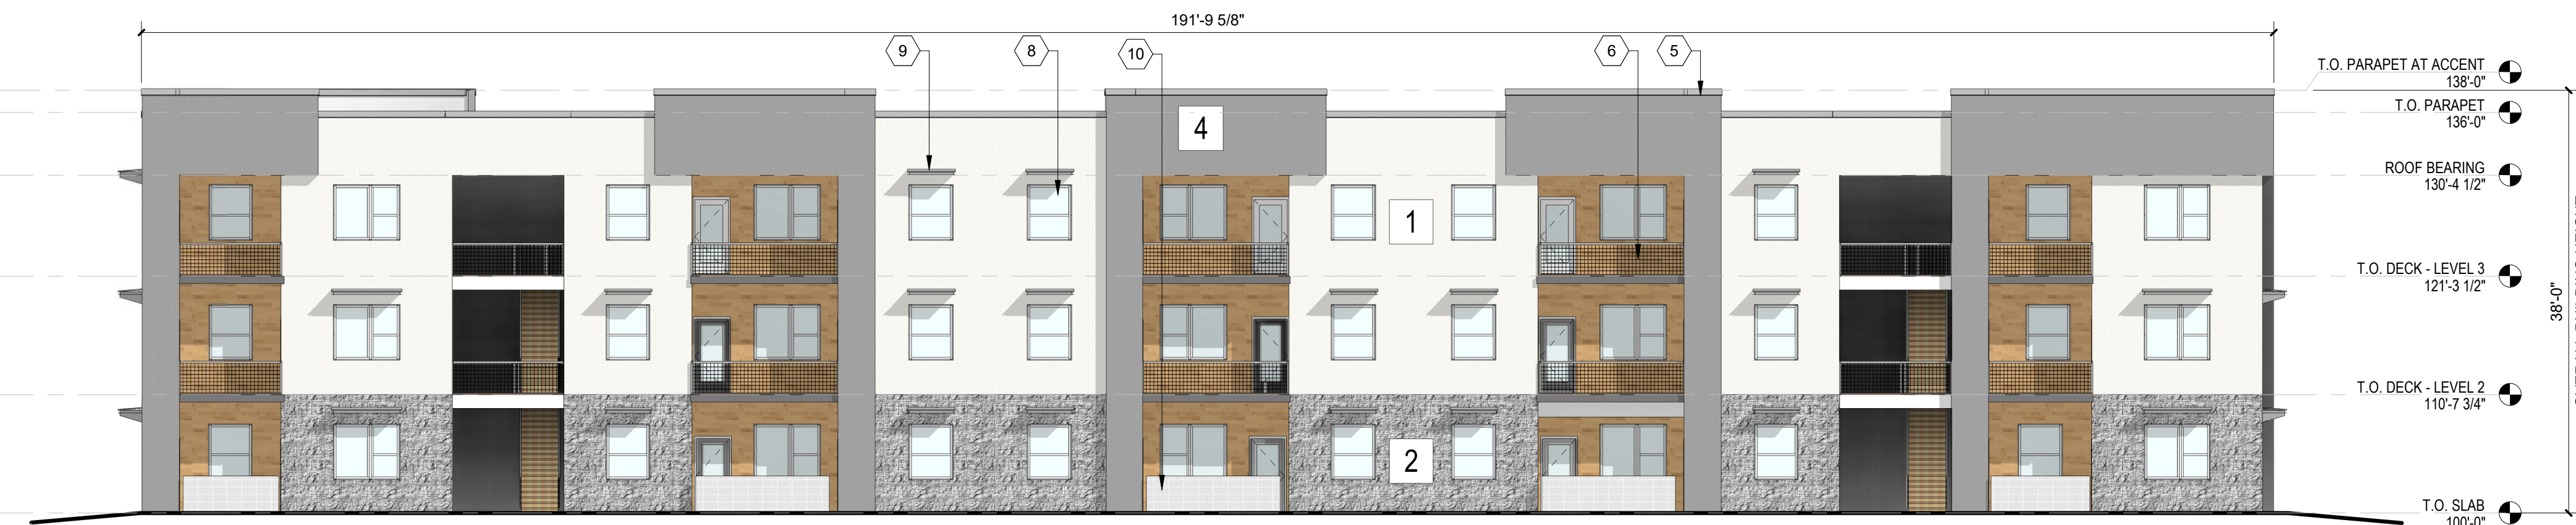 191'-9 5/8"
9
8
10
6
5
T.O. PARAPET AT ACCENT
138'-0"
T.O. PARAPET
136'-0"
4
ROOF BEARING
130'-4 1/2"
1
T.O. DECK - LEVEL 3
121'-3 1/2"
38'-0"
T.O. DECK - LEVEL 2
110'-7 3/4"
2
T.O. SLAB
100'-0"